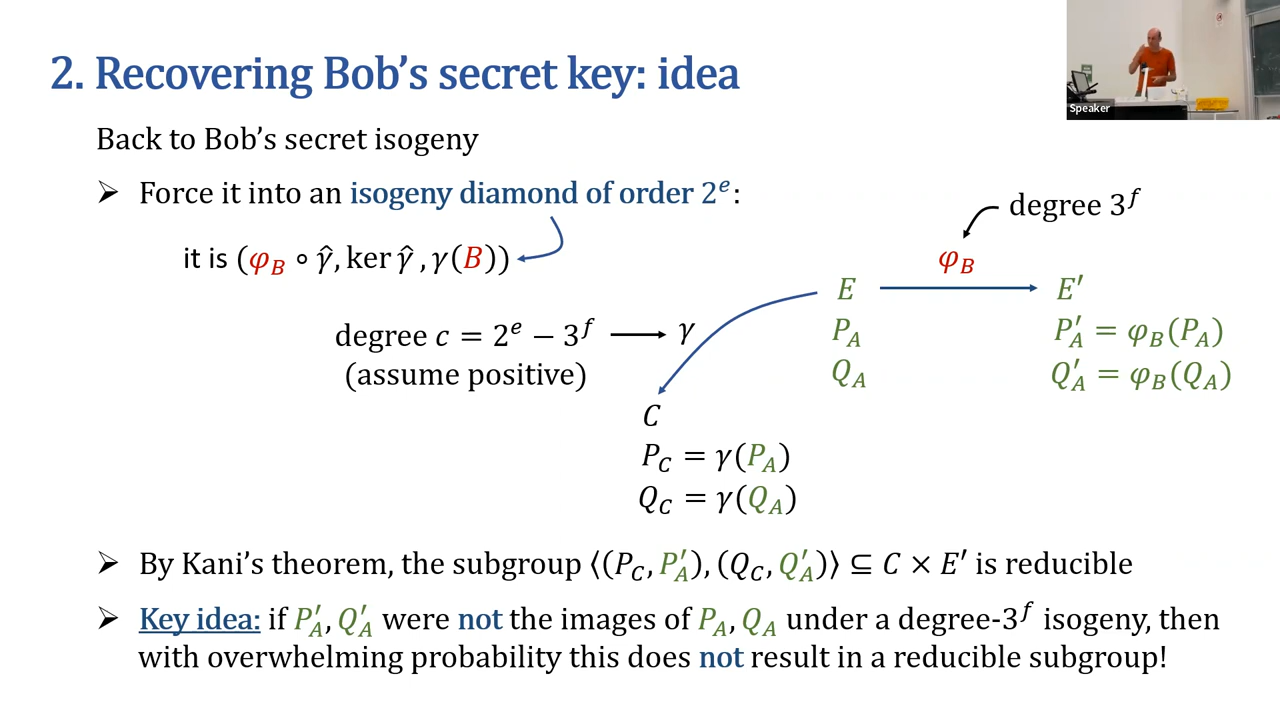 2. Recovering Bob's secret key: idea
Speaker
Back to Bob's secret isogeny
➢ Force it into an isogeny diamond of order 2^e:
it is (φ_B ∘ γ̂, ker γ̂, γ(B))
degree 3^f
φ_B
E
E′
P_A
P′_A = φ_B(P_A)
Q_A
Q′_A = φ_B(Q_A)
degree c = 2^e − 3^f ⟶ γ
(assume positive)
C
P_C = γ(P_A)
Q_C = γ(Q_A)
➢ By Kani's theorem, the subgroup ⟨(P_C, P′_A), (Q_C, Q′_A)⟩ ⊆ C × E′ is reducible
➢ Key idea: if P′_A, Q′_A were not the images of P_A, Q_A under a degree-3^f isogeny, then
with overwhelming probability this does not result in a reducible subgroup!